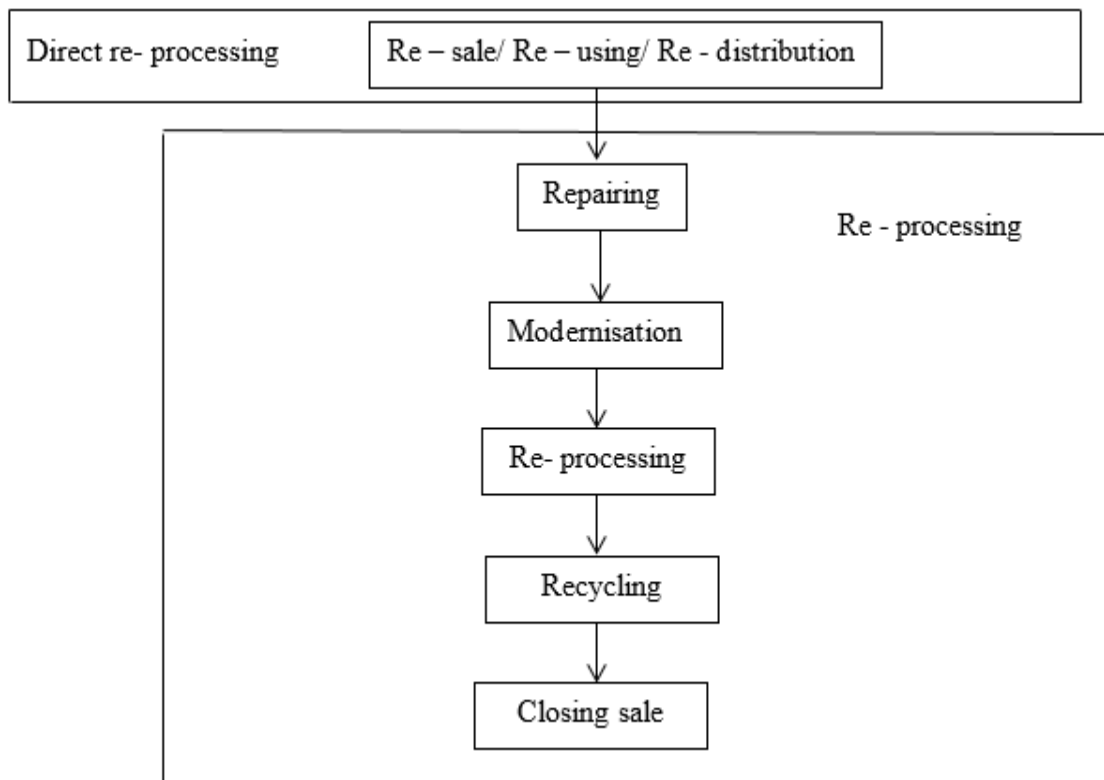 Direct re- processing
Re – sale/ Re – using/ Re - distribution
Repairing
Re - processing
Modernisation
Re- processing
Recycling
Closing sale